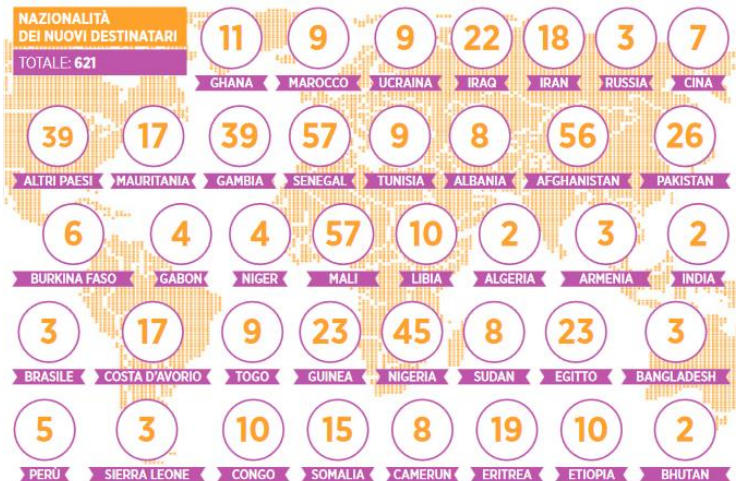 NAZIONALITÀ
DEI NUOVI DESTINATARI
TOTALE: 621
11 9 9 22 18 3 7
GHANA MAROCCO UCRAINA IRAQ IRAN RUSSIA CINA
39 17 39 57 9 8 56 26
ALTRI PAESI MAURITANIA GAMBIA SENEGAL TUNISIA ALBANIA AFGHANISTAN PAKISTAN
6 4 4 57 10 2 3 2
BURKINA FASO GABON NIGER MALI LIBIA ALGERIA ARMENIA INDIA
3 17 9 23 45 8 23 3
BRASILE COSTA D'AVORIO TOGO GUINEA NIGERIA SUDAN EGITTO BANGLADESH
5 3 10 15 8 19 10 2
PERÙ SIERRA LEONE CONGO SOMALIA CAMERUN ERITREA ETIOPIA BHUTAN